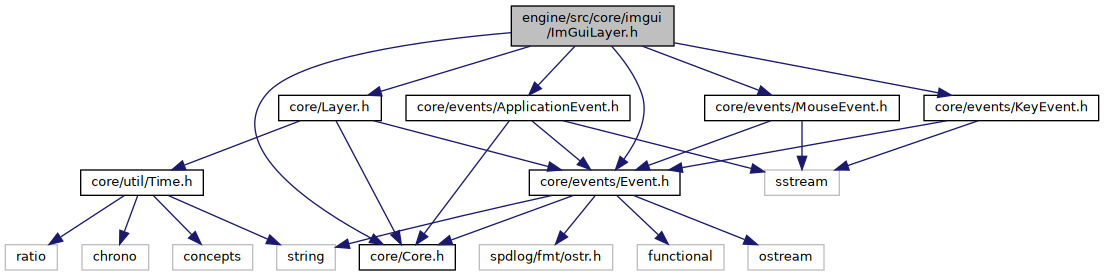 engine/src/core/imgui
/ImGuiLayer.h
core/Layer.h
core/events/ApplicationEvent.h
core/events/MouseEvent.h
core/events/KeyEvent.h
core/util/Time.h
core/events/Event.h
sstream
ratio
chrono
concepts
string
core/Core.h
spdlog/fmt/ostr.h
functional
ostream